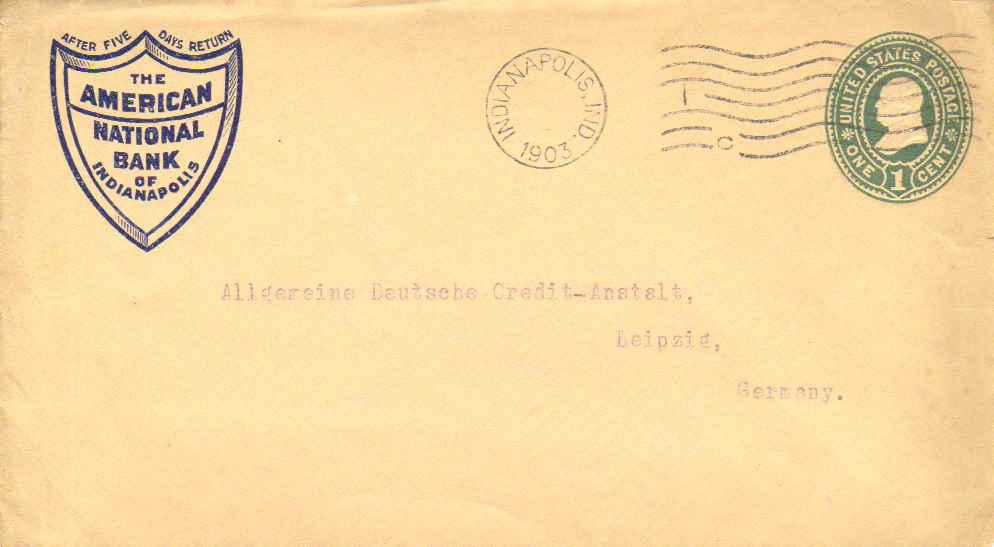 AFTER FIVE DAYS RETURN
THE
AMERICAN
NATIONAL
BANK
OF
INDIANAPOLIS
INDIANAPOLIS, IND.
1903
1
C
UNITED STATES POSTAGE
ONE 1 CENT
Allgemeine Deutsche Credit-Anstalt,
Leipzig,
Germany.